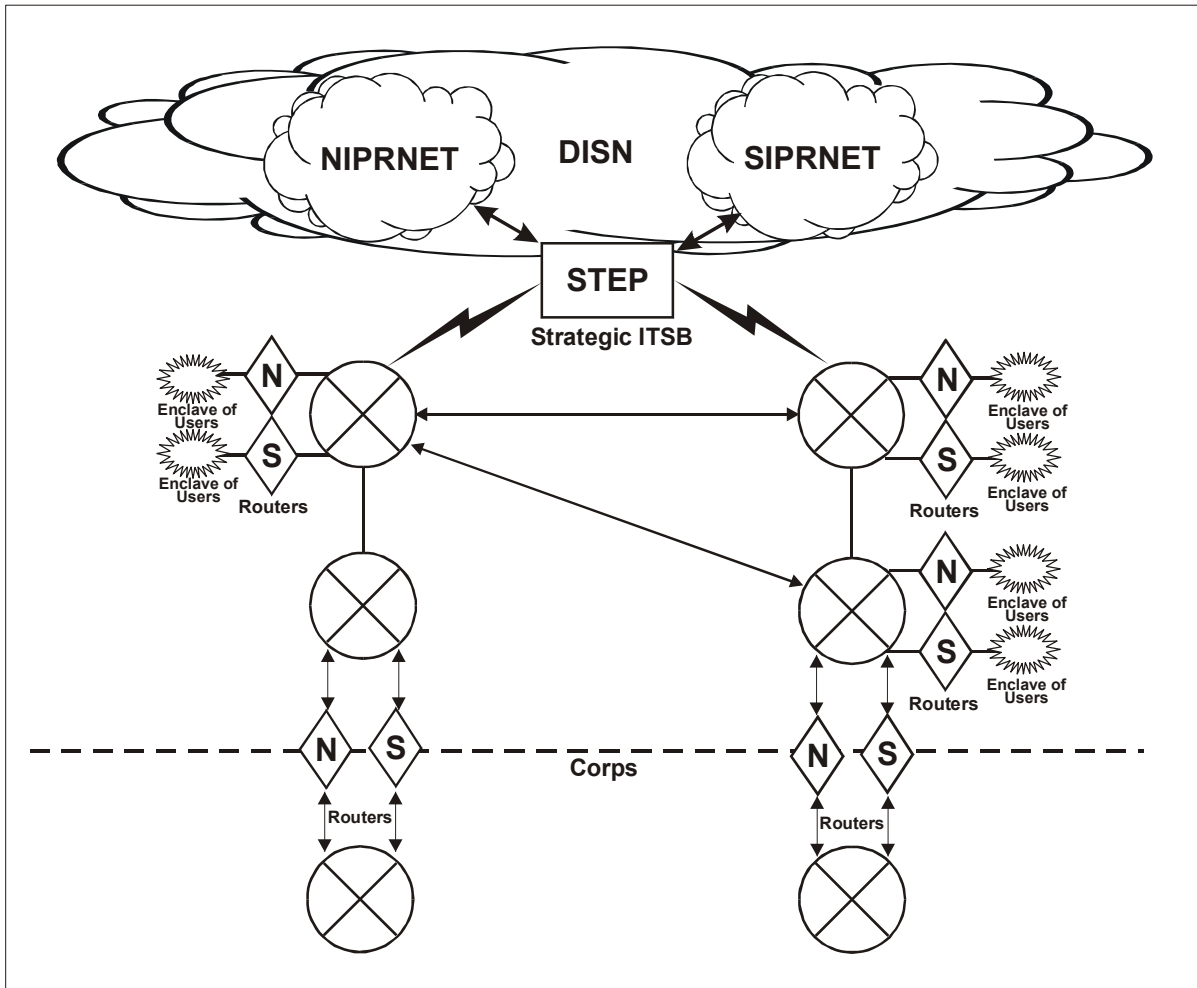 NIPRNET
DISN
SIPRNET
STEP
Strategic ITSB
N
Enclave of
Users
S
Enclave of
Users
Routers
N
Enclave of
Users
S
Enclave of
Users
Routers
N
Enclave of
Users
S
Enclave of
Users
Routers
N
S
Corps
N
S
Routers
Routers